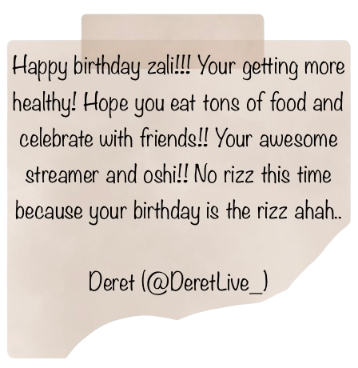 Happy birthday zali!!! Your getting more
healthy! Hope you eat tons of food and
celebrate with friends!! Your awesome
streamer and oshi!! No rizz this time
because your birthday is the rizz ahah..
Deret (@DeretLive_)